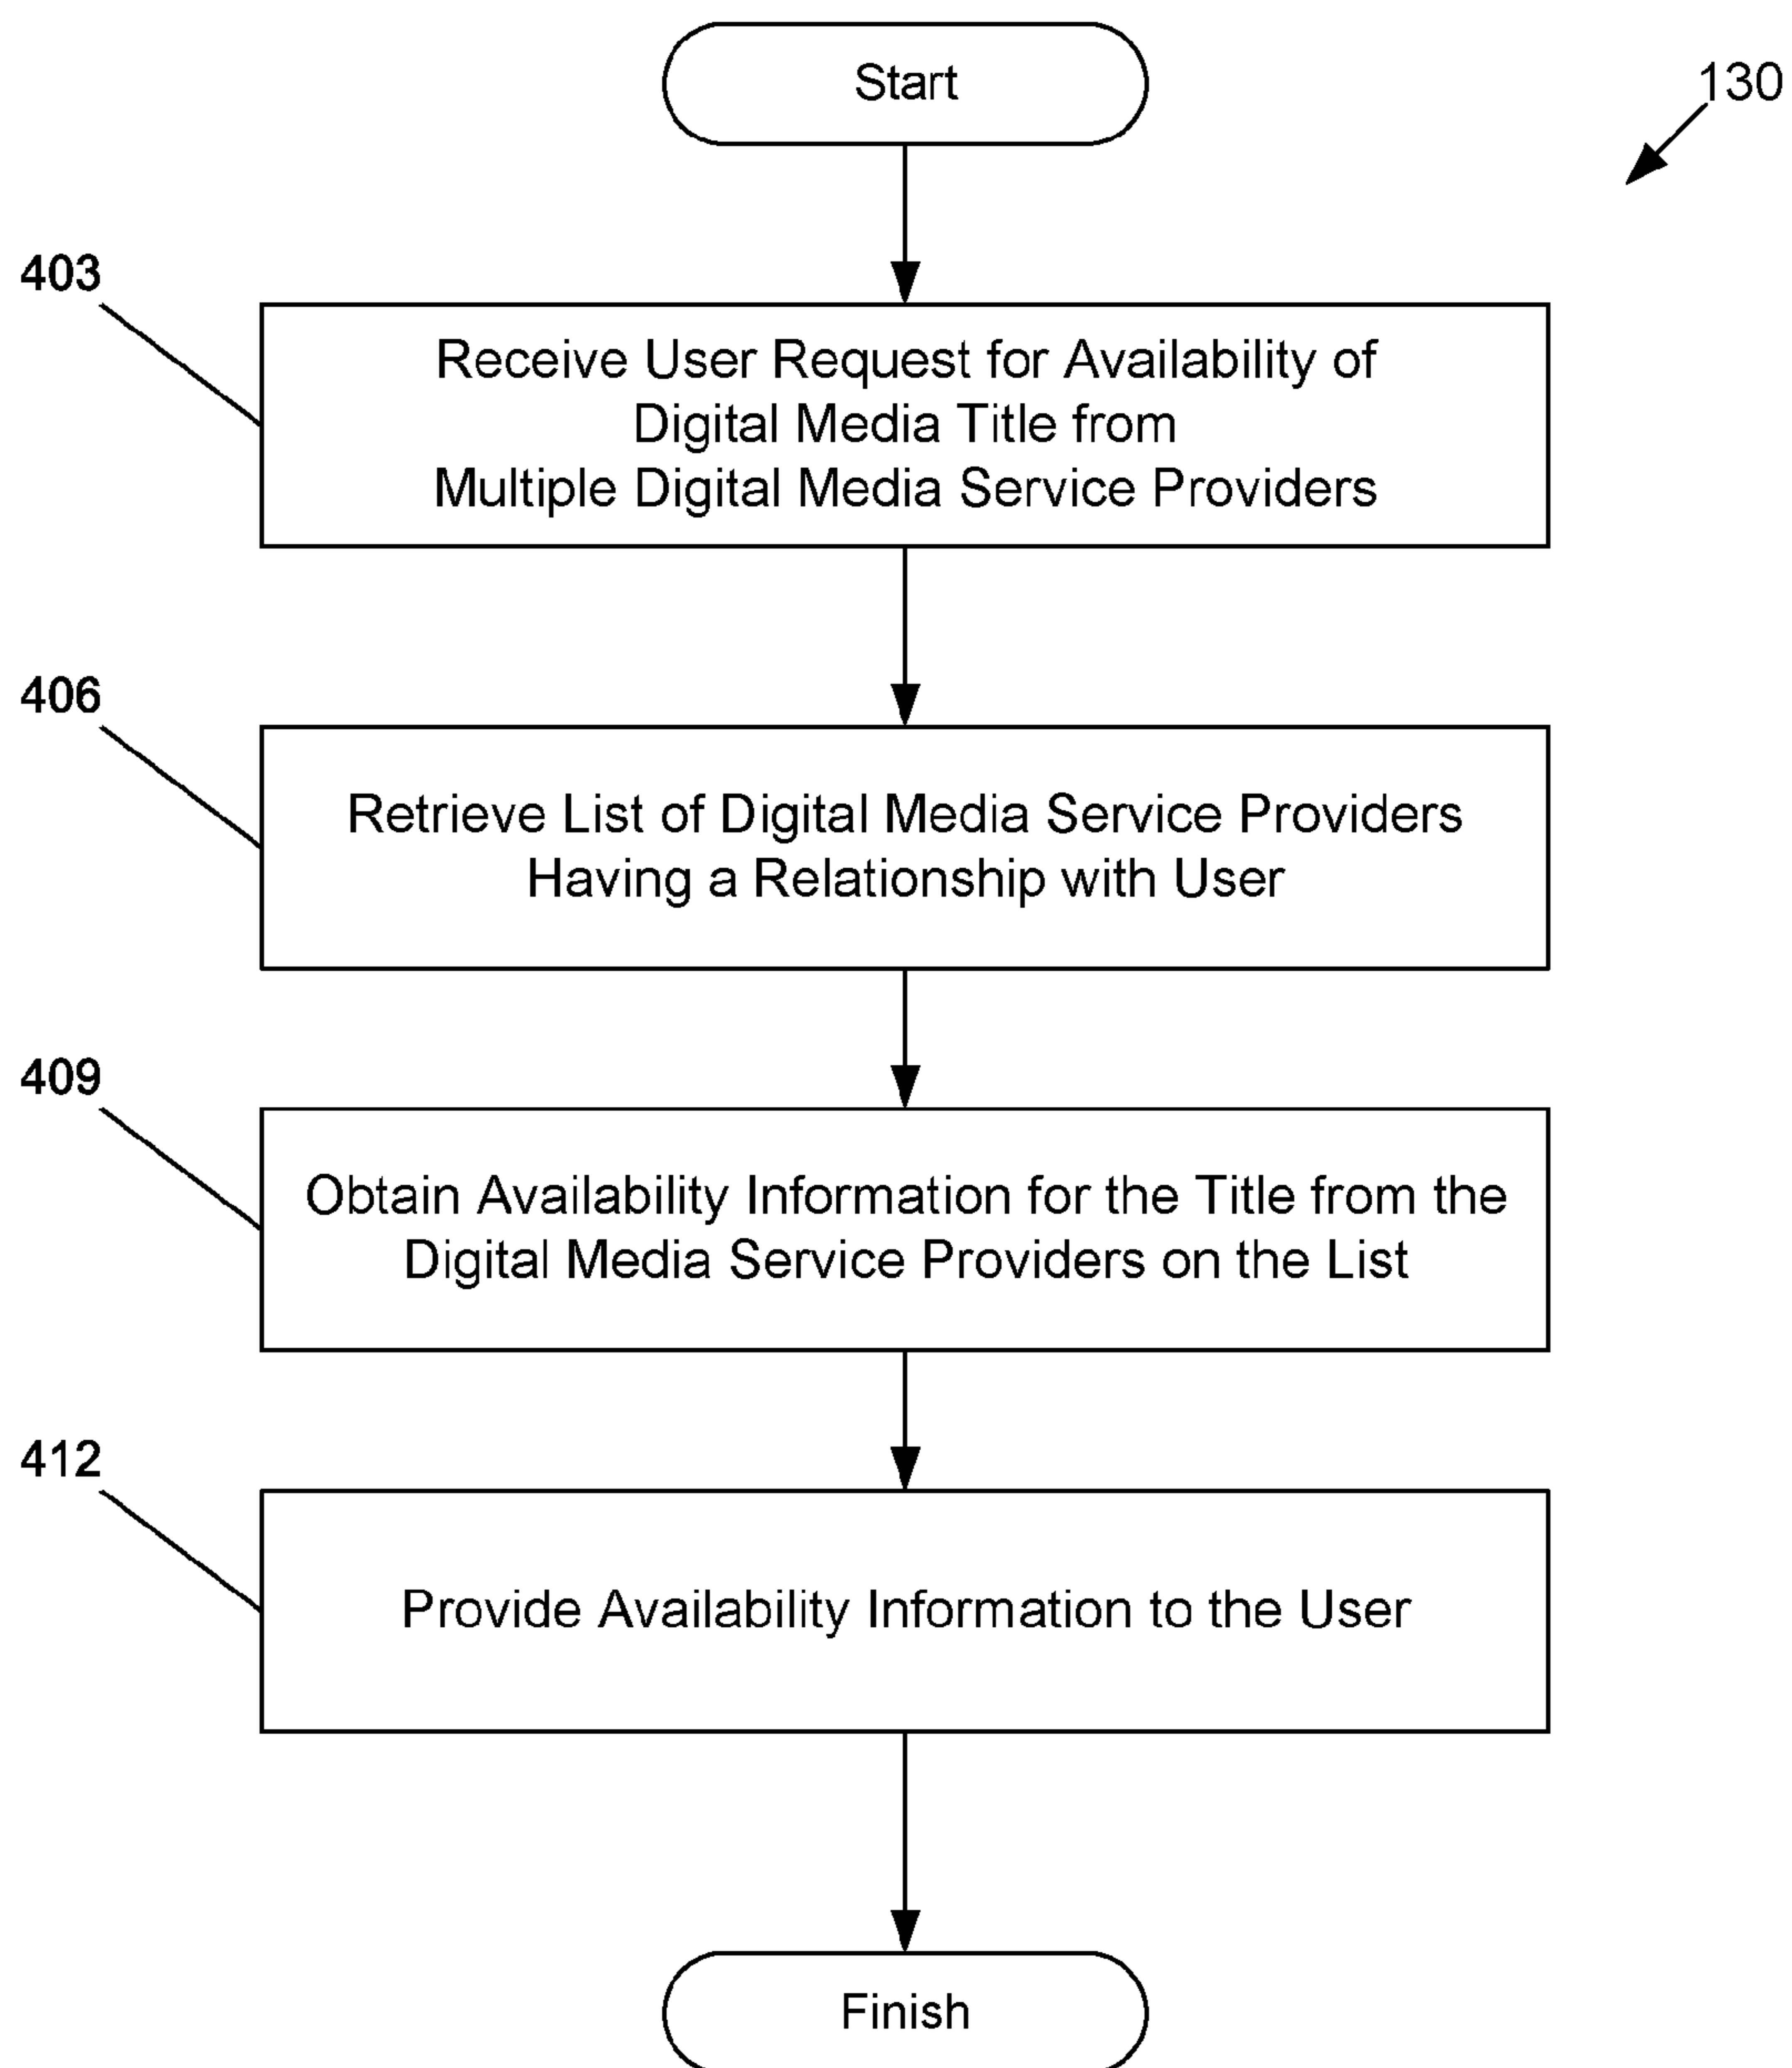 Start
130
403
Receive User Request for Availability of
Digital Media Title from
Multiple Digital Media Service Providers
406
Retrieve List of Digital Media Service Providers
Having a Relationship with User
409
Obtain Availability Information for the Title from the
Digital Media Service Providers on the List
412
Provide Availability Information to the User
Finish